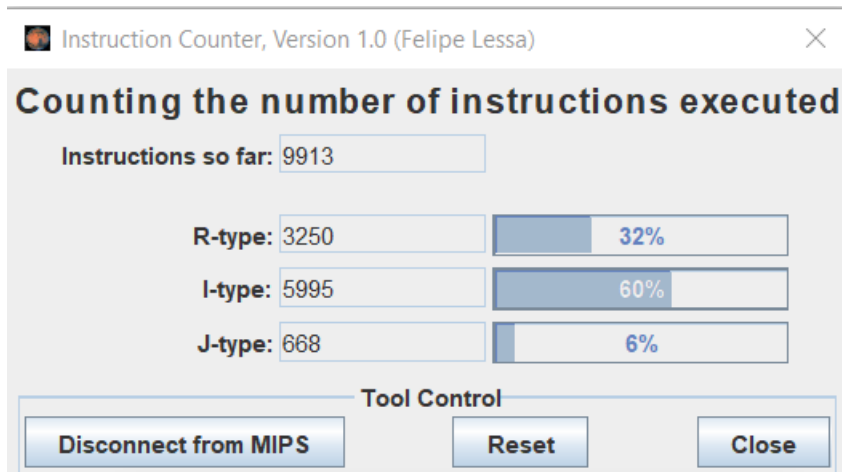 Instruction Counter, Version 1.0 (Felipe Lessa)
Counting the number of instructions executed
Instructions so far: 9913
R-type: 3250 32%
I-type: 5995 60%
J-type: 668 6%
Tool Control
Disconnect from MIPS Reset Close